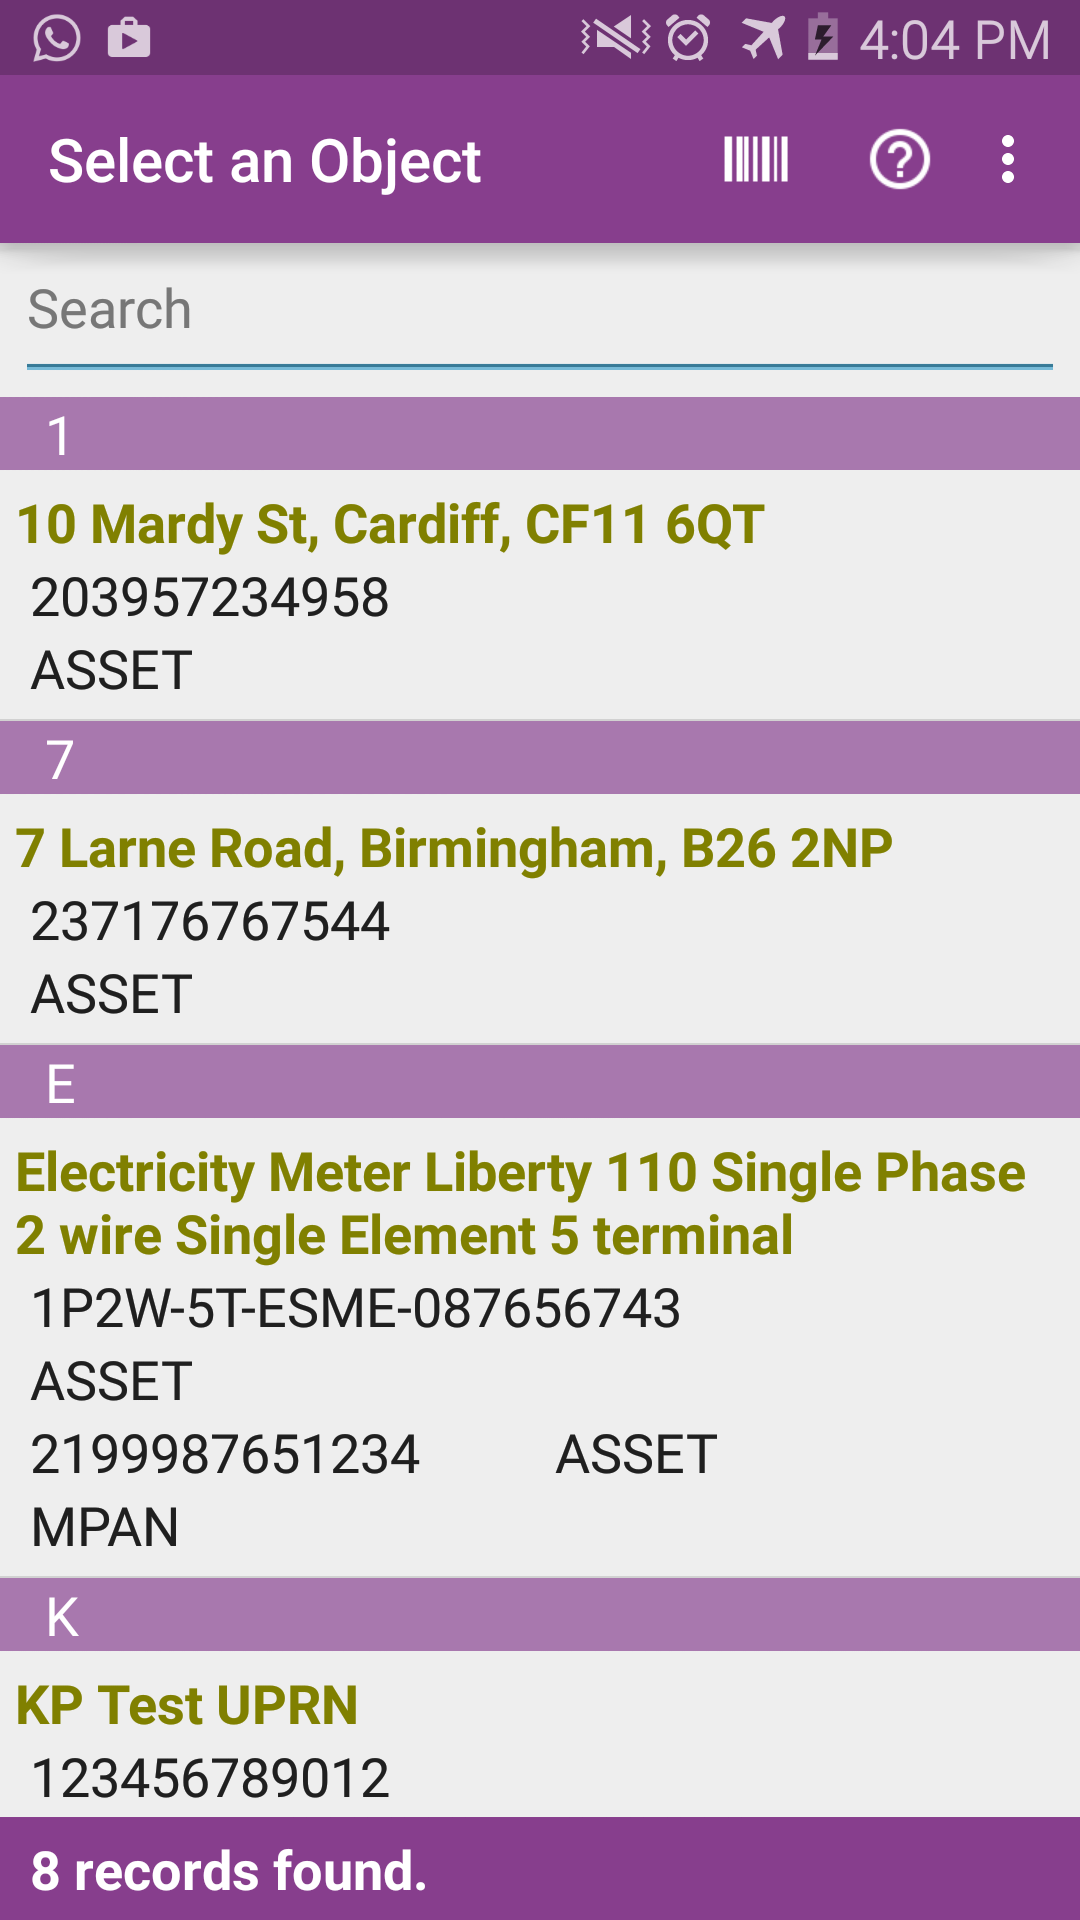 4:04 PM
Select an Object
Search
1
10 Mardy St, Cardiff, CF11 6QT
203957234958
ASSET
7
7 Larne Road, Birmingham, B26 2NP
237176767544
ASSET
E
Electricity Meter Liberty 110 Single Phase
2 wire Single Element 5 terminal
1P2W-5T-ESME-087656743
ASSET
2199987651234 ASSET
MPAN
K
KP Test UPRN
123456789012
8 records found.